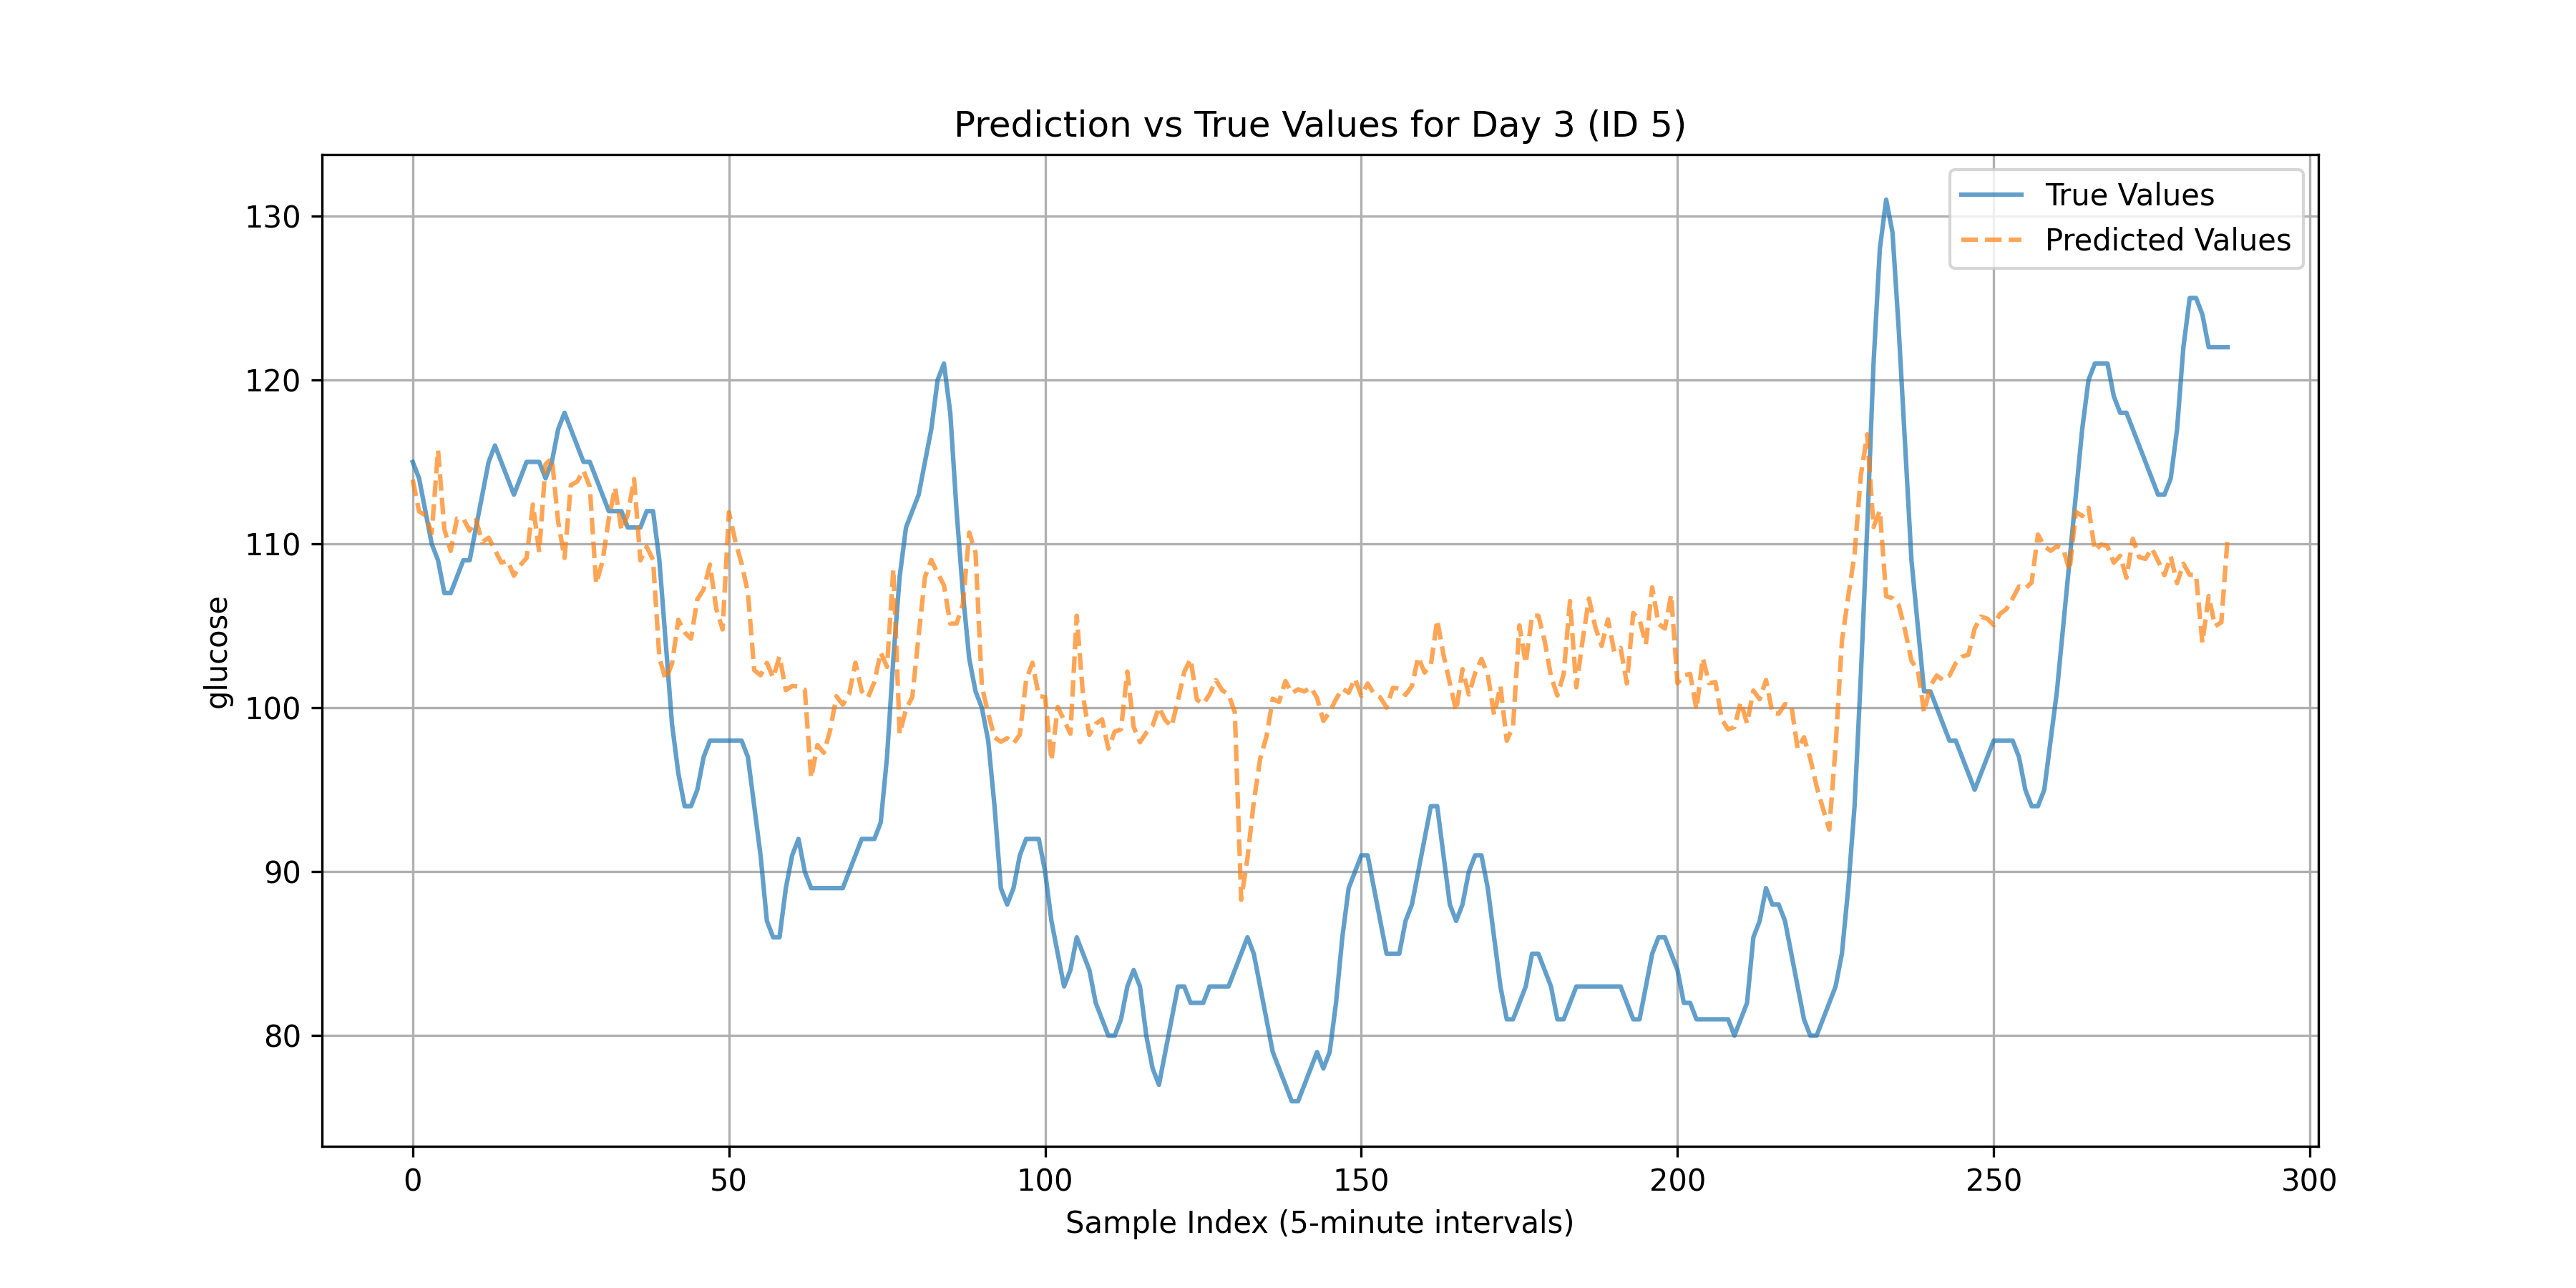 Prediction vs True Values for Day 3 (ID 5)
True Values
Predicted Values
130
120
110
100
90
80
glucose
0 50 100 150 200 250 300
Sample Index (5-minute intervals)